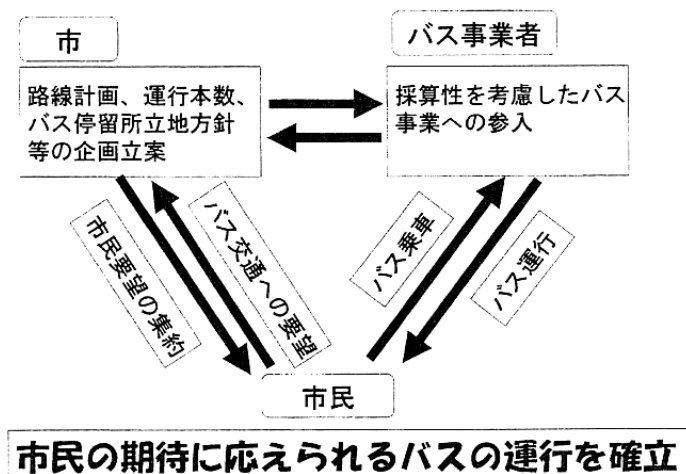 市
バス事業者
路線計画、運行本数、
バス停留所立地方針
等の企画立案
採算性を考慮したバス
事業への参入
市民要望の集約
バス交通への要望
バス乗車
バス運行
市民
市民の期待に応えられるバスの運行を確立